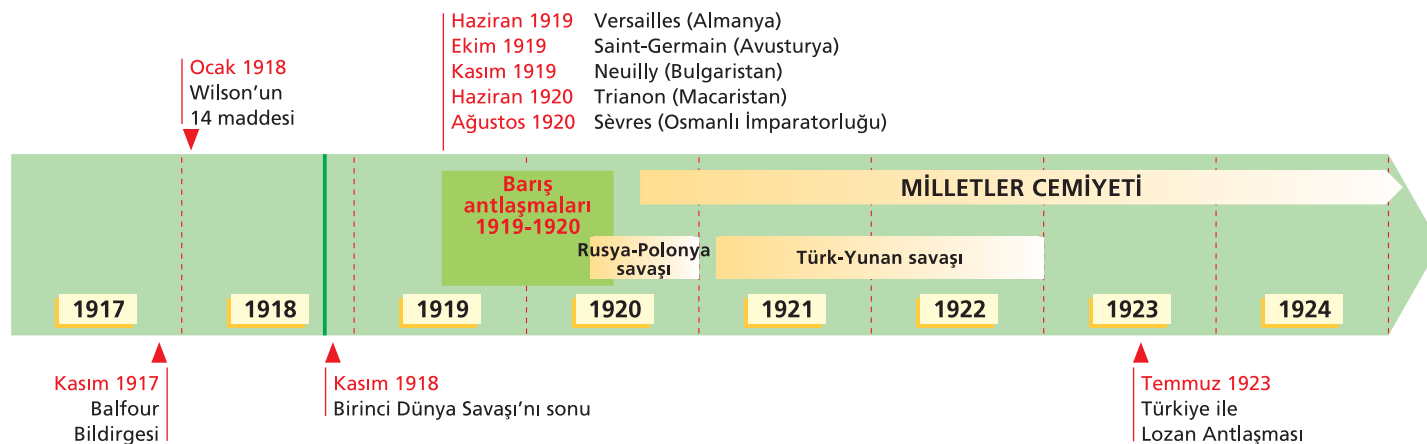 Haziran 1919 Versailles (Almanya)
Ekim 1919 Saint-Germain (Avusturya)
Kasım 1919 Neuilly (Bulgaristan)
Haziran 1920 Trianon (Macaristan)
Ağustos 1920 Sèvres (Osmanlı İmparatorluğu)
Ocak 1918
Wilson’un
14 maddesi
Barış
antlaşmaları
1919-1920
MİLLETLER CEMİYETİ
Rusya-Polonya
savaşı
Türk-Yunan savaşı
1917 1918 1919 1920 1921 1922 1923 1924
Kasım 1917
Balfour
Bildirgesi
Kasım 1918
Birinci Dünya Savaşı’nı sonu
Temmuz 1923
Türkiye ile
Lozan Antlaşması